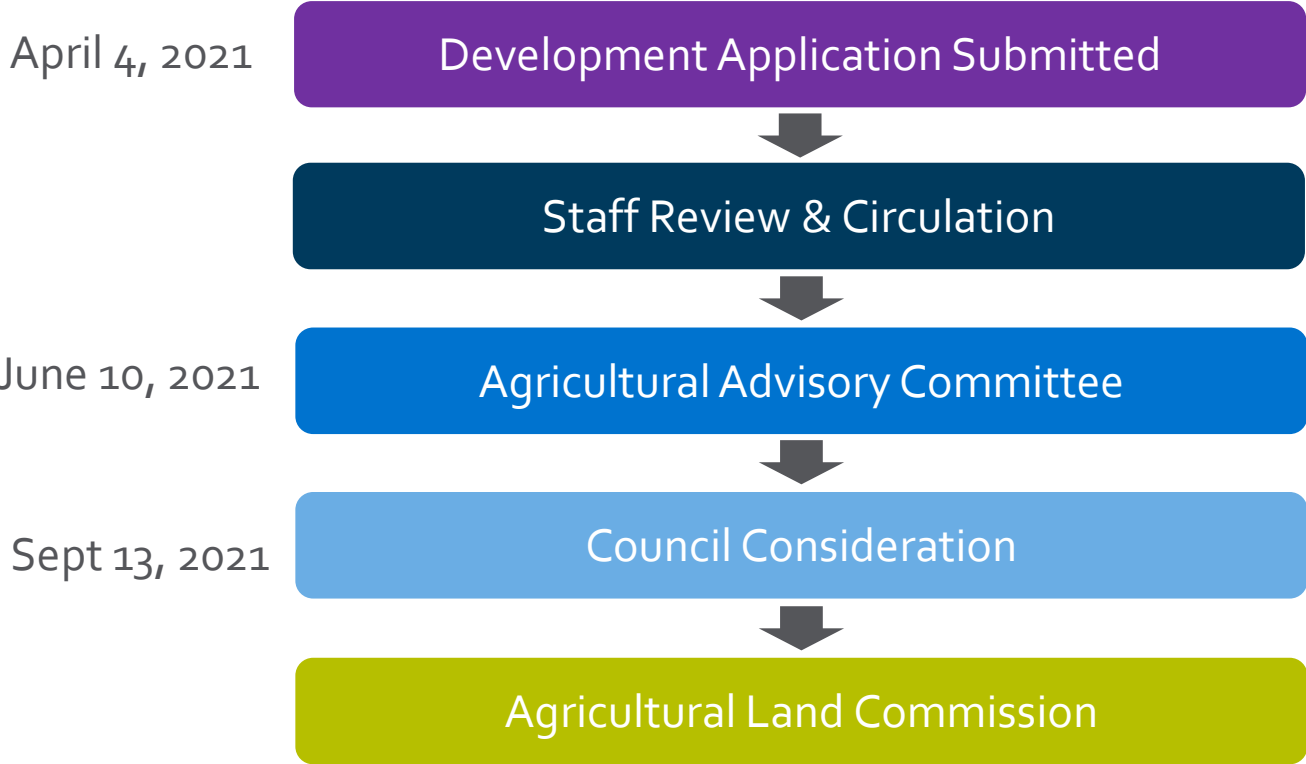 April 4, 2021
Development Application Submitted
Staff Review & Circulation
June 10, 2021
Agricultural Advisory Committee
Sept 13, 2021
Council Consideration
Agricultural Land Commission